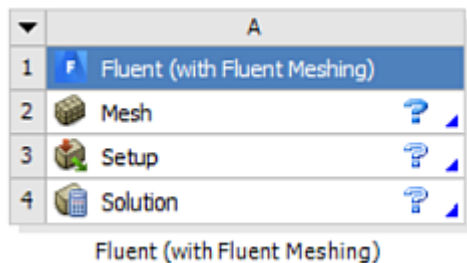 A
1 Fluent (with Fluent Meshing)
2 Mesh ?
3 Setup ?
4 Solution ?
Fluent (with Fluent Meshing)